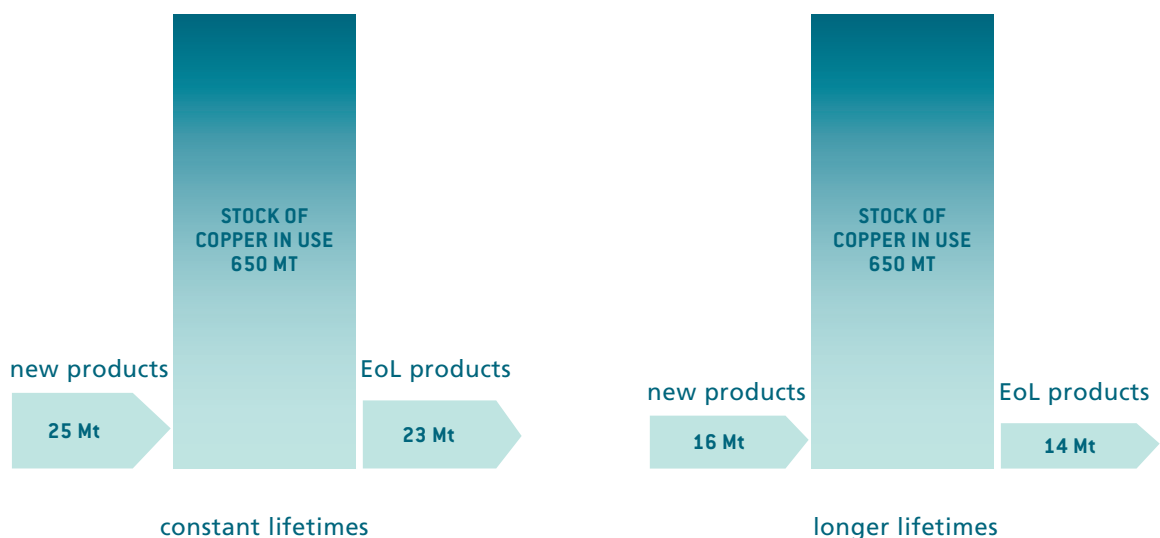 STOCK OF
COPPER IN USE
650 MT
new products
25 Mt
EoL products
23 Mt
constant lifetimes
STOCK OF
COPPER IN USE
650 MT
new products
16 Mt
EoL products
14 Mt
longer lifetimes